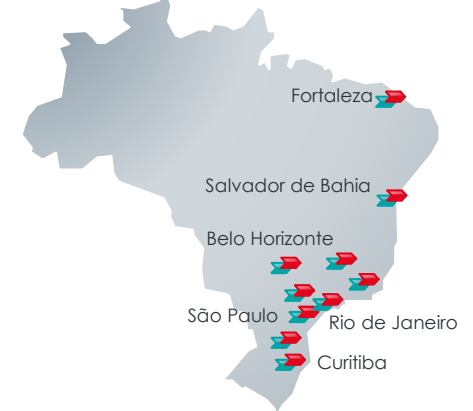 Fortaleza
Salvador de Bahia
Belo Horizonte
São Paulo
Rio de Janeiro
Curitiba